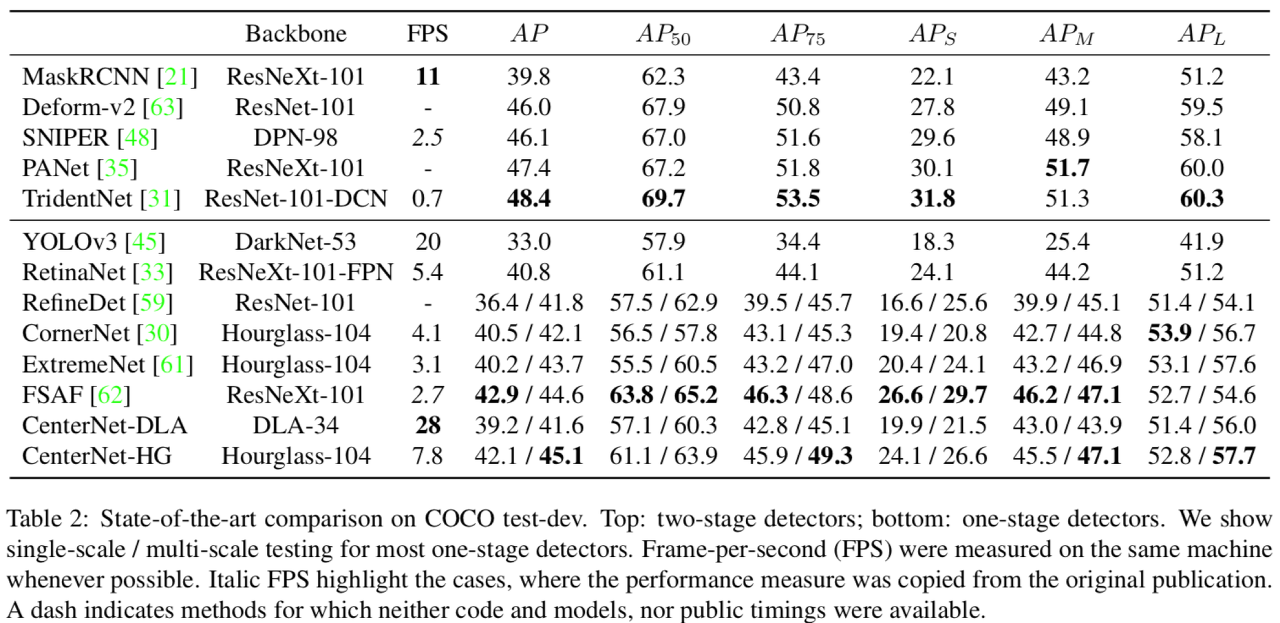 Backbone FPS AP AP50 AP75 APS APM APL
MaskRCNN [21] ResNeXt-101 11 39.8 62.3 43.4 22.1 43.2 51.2
Deform-v2 [63] ResNet-101 - 46.0 67.9 50.8 27.8 49.1 59.5
SNIPER [48] DPN-98 2.5 46.1 67.0 51.6 29.6 48.9 58.1
PANet [35] ResNeXt-101 - 47.4 67.2 51.8 30.1 51.7 60.0
TridentNet [31] ResNet-101-DCN 0.7 48.4 69.7 53.5 31.8 51.3 60.3
YOLOv3 [45] DarkNet-53 20 33.0 57.9 34.4 18.3 25.4 41.9
RetinaNet [33] ResNeXt-101-FPN 5.4 40.8 61.1 44.1 24.1 44.2 51.2
RefineDet [59] ResNet-101 - 36.4 / 41.8 57.5 / 62.9 39.5 / 45.7 16.6 / 25.6 39.9 / 45.1 51.4 / 54.1
CornerNet [30] Hourglass-104 4.1 40.5 / 42.1 56.5 / 57.8 43.1 / 45.3 19.4 / 20.8 42.7 / 44.8 53.9 / 56.7
ExtremeNet [61] Hourglass-104 3.1 40.2 / 43.7 55.5 / 60.5 43.2 / 47.0 20.4 / 24.1 43.2 / 46.9 53.1 / 57.6
FSAF [62] ResNeXt-101 2.7 42.9 / 44.6 63.8 / 65.2 46.3 / 48.6 26.6 / 29.7 46.2 / 47.1 52.7 / 54.6
CenterNet-DLA DLA-34 28 39.2 / 41.6 57.1 / 60.3 42.8 / 45.1 19.9 / 21.5 43.0 / 43.9 51.4 / 56.0
CenterNet-HG Hourglass-104 7.8 42.1 / 45.1 61.1 / 63.9 45.9 / 49.3 24.1 / 26.6 45.5 / 47.1 52.8 / 57.7
Table 2: State-of-the-art comparison on COCO test-dev. Top: two-stage detectors; bottom: one-stage detectors. We show
single-scale / multi-scale testing for most one-stage detectors. Frame-per-second (FPS) were measured on the same machine
whenever possible. Italic FPS highlight the cases, where the performance measure was copied from the original publication.
A dash indicates methods for which neither code and models, nor public timings were available.